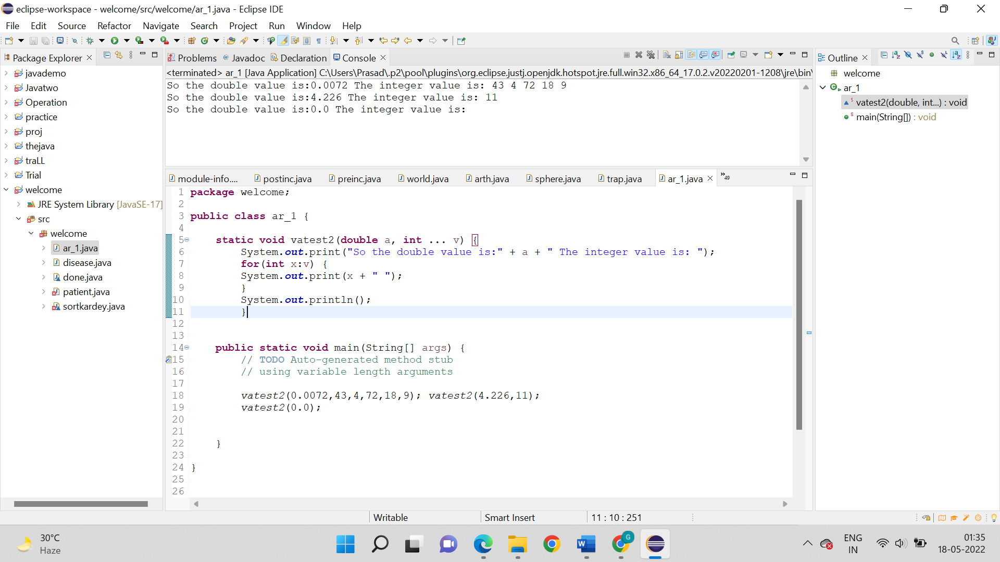 eclipse-workspace - welcome/src/welcome/ar_1.java - Eclipse IDE
File Edit Source Refactor Navigate Search Project Run Window Help
Package Explorer
javademo
Javatwo
Operation
practice
proj
thejava
traLL
Trial
welcome
JRE System Library [JavaSE-17]
src
welcome
ar_1.java
disease.java
done.java
patient.java
sortkardey.java
Problems @ Javadoc Declaration Console
<terminated> ar_1 [Java Application] C:\Users\Prasad\.p2\pool\plugins\org.eclipse.justj.openjdk.hotspot.jre.full.win32.x86_64_17.0.2.v20220201-1208\jre\bin\
So the double value is:0.0072 The integer value is: 43 4 72 18 9
So the double value is:4.226 The integer value is: 11
So the double value is:0.0 The integer value is:
module-info.... postinc.java preinc.java world.java arth.java sphere.java trap.java ar_1.java »49
1 package welcome;
2
3 public class ar_1 {
4
5 static void vatest2(double a, int ... v) {
6 System.out.print("So the double value is:" + a + " The integer value is: ");
7 for(int x:v) {
8 System.out.print(x + " ");
9 }
10 System.out.println();
11 }
12
13
14 public static void main(String[] args) {
15 // TODO Auto-generated method stub
16 // using variable length arguments
17
18 vatest2(0.0072,43,4,72,18,9); vatest2(4.226,11);
19 vatest2(0.0);
20
21
22 }
23
24 }
25
26
Outline
welcome
ar_1
vatest2(double, int...) : void
main(String[]) : void
Writable Smart Insert 11 : 10 : 251
30°C
Haze
ENG
IN
01:35
18-05-2022